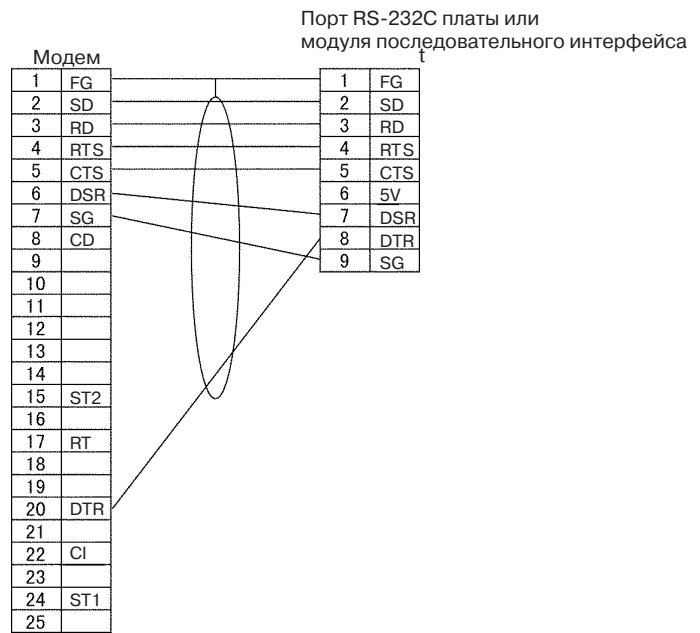 Порт RS-232C платы или
модуля последовательного интерфейса
t
Модем
1 FG
2 SD
3 RD
4 RTS
5 CTS
6 DSR
7 SG
8 CD
9
10
11
12
13
14
15 ST2
16
17 RT
18
19
20 DTR
21
22 CI
23
24 ST1
25
1 FG
2 SD
3 RD
4 RTS
5 CTS
6 5V
7 DSR
8 DTR
9 SG